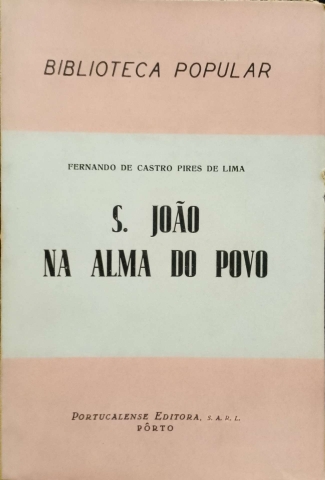 BIBLIOTECA POPULAR
FERNANDO DE CASTRO PIRES DE LIMA
S. JOÃO
NA ALMA DO POVO
PORTUCALENSE EDITORA, S. A. R. L.
PÔRTO